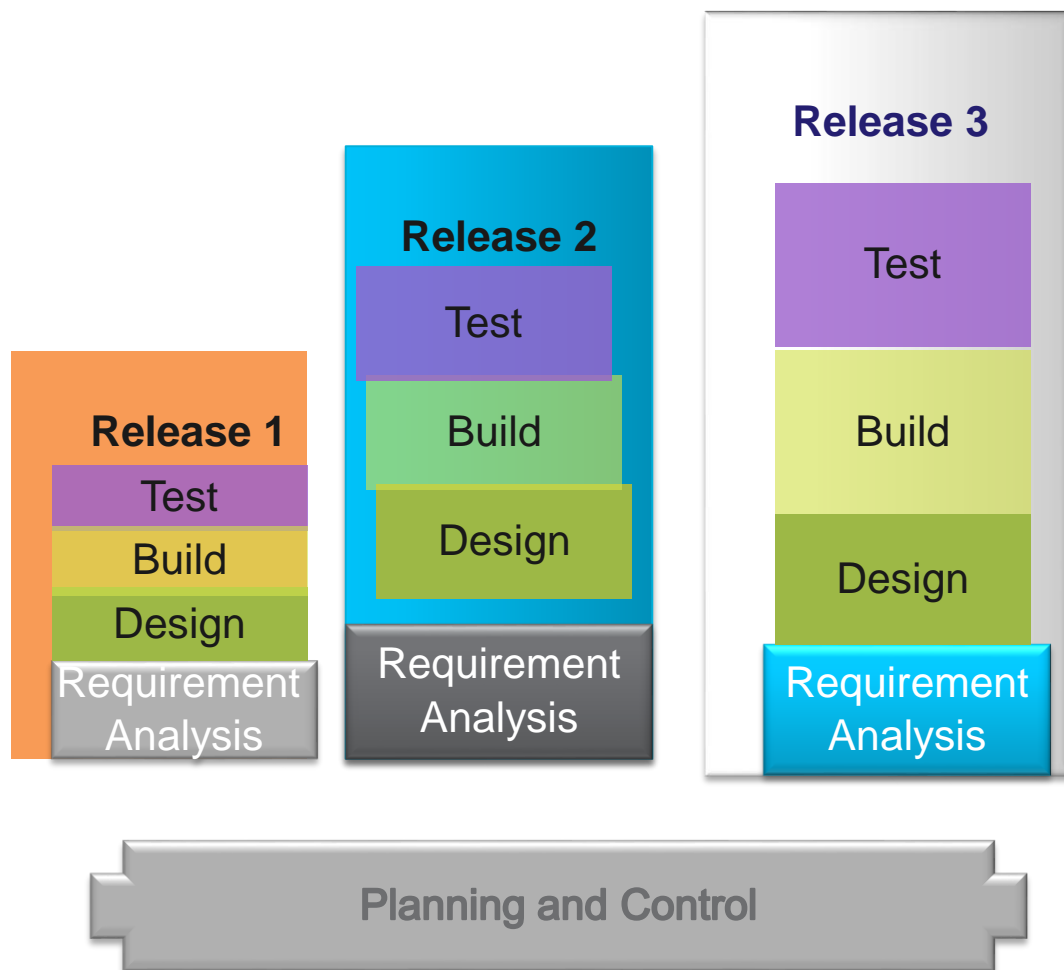 Release 1
Test
Build
Design
Requirement
Analysis
Release 2
Test
Build
Design
Requirement
Analysis
Release 3
Test
Build
Design
Requirement
Analysis
Planning and Control